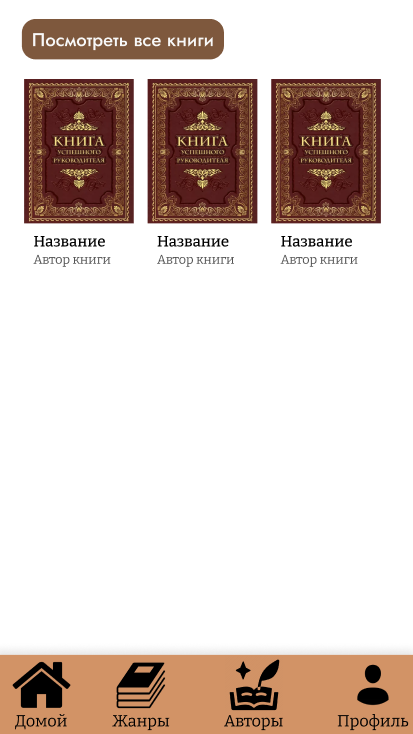 Посмотреть все книги
КНИГА
УСПЕШНОГО
РУКОВОДИТЕЛЯ
КНИГА
УСПЕШНОГО
РУКОВОДИТЕЛЯ
КНИГА
УСПЕШНОГО
РУКОВОДИТЕЛЯ
Название
Название
Название
Автор книги
Автор книги
Автор книги
Домой
Жанры
Авторы
Профиль